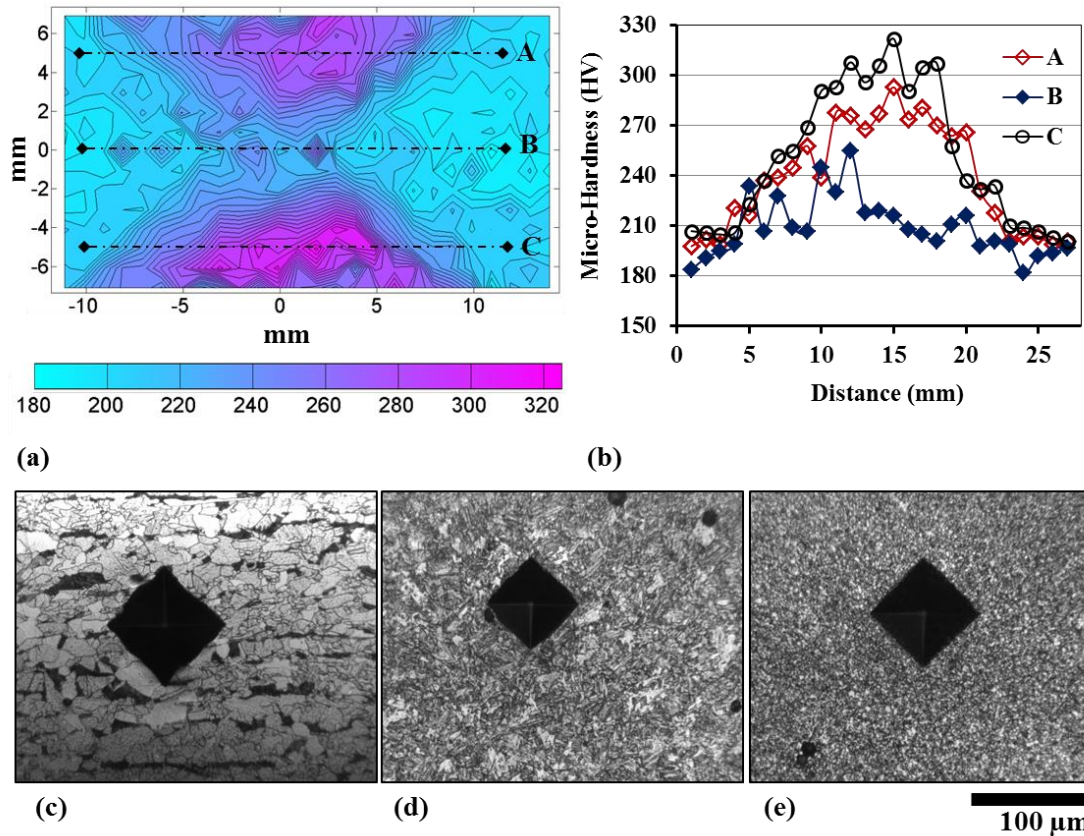 6
4
2
0
-2
-4
-6
mm
A
B
C
-10 -5 0 5 10
mm
180 200 220 240 260 280 300 320
(a)
Micro-Hardness (HV)
330
300
270
240
210
180
150
A
B
C
0 5 10 15 20 25
Distance (mm)
(b)
(c)
(d)
(e)
100 µm